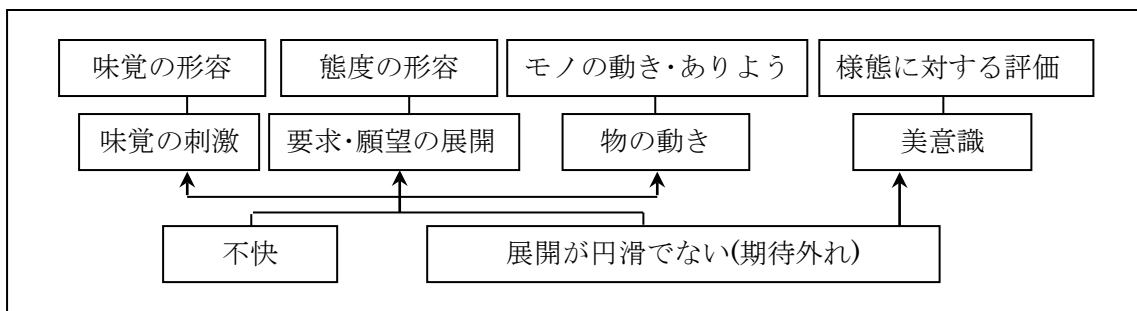 味覚の形容 態度の形容 モノの動き・ありよう 様態に対する評価
味覚の刺激 要求・願望の展開 物の動き 美意識
不快 展開が円滑でない(期待外れ)